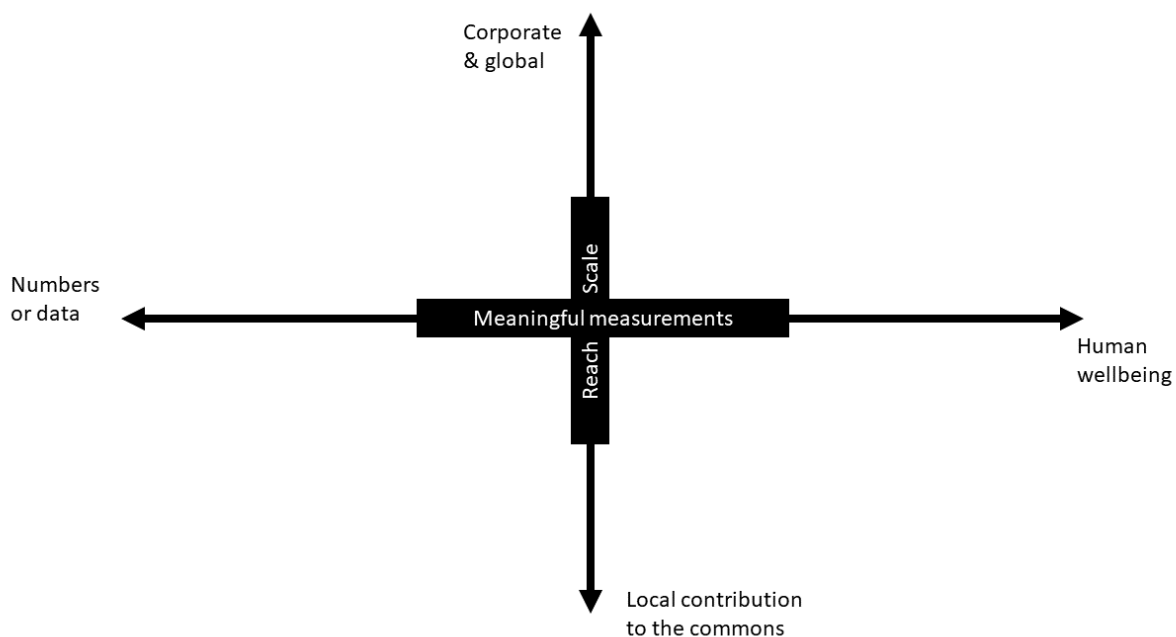 Corporate
& global
Scale
Numbers
or data
Meaningful measurements
Human
wellbeing
Reach
Local contribution
to the commons